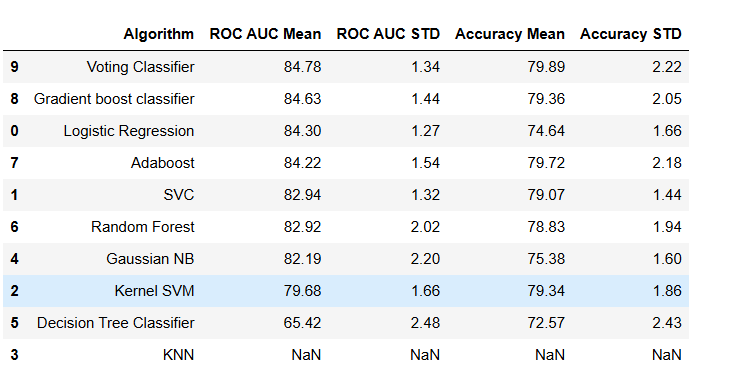 Algorithm ROC AUC Mean ROC AUC STD Accuracy Mean Accuracy STD
9 Voting Classifier 84.78 1.34 79.89 2.22
8 Gradient boost classifier 84.63 1.44 79.36 2.05
0 Logistic Regression 84.30 1.27 74.64 1.66
7 Adaboost 84.22 1.54 79.72 2.18
1 SVC 82.94 1.32 79.07 1.44
6 Random Forest 82.92 2.02 78.83 1.94
4 Gaussian NB 82.19 2.20 75.38 1.60
2 Kernel SVM 79.68 1.66 79.34 1.86
5 Decision Tree Classifier 65.42 2.48 72.57 2.43
3 KNN NaN NaN NaN NaN